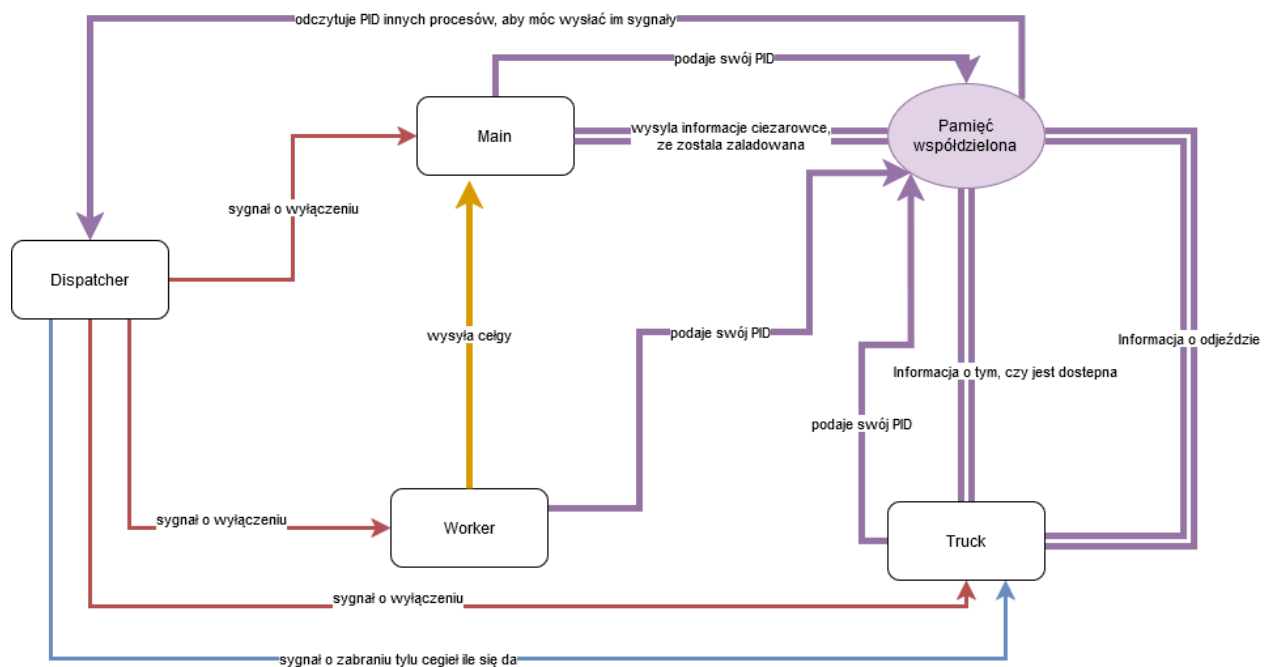 odczytuje PID innych procesów, aby móc wysłać im sygnały
podaje swój PID
Main
wysyla informacje ciezarowce,
ze zostala zaladowana
Pamięć
współdzielona
sygnał o wyłączeniu
Dispatcher
wysyła cełgy
podaje swój PID
Informacja o odjeździe
Informacja o tym, czy jest dostepna
podaje swój PID
sygnał o wyłączeniu
Worker
Truck
sygnał o wyłączeniu
sygnał o zabraniu tylu cegieł ile się da